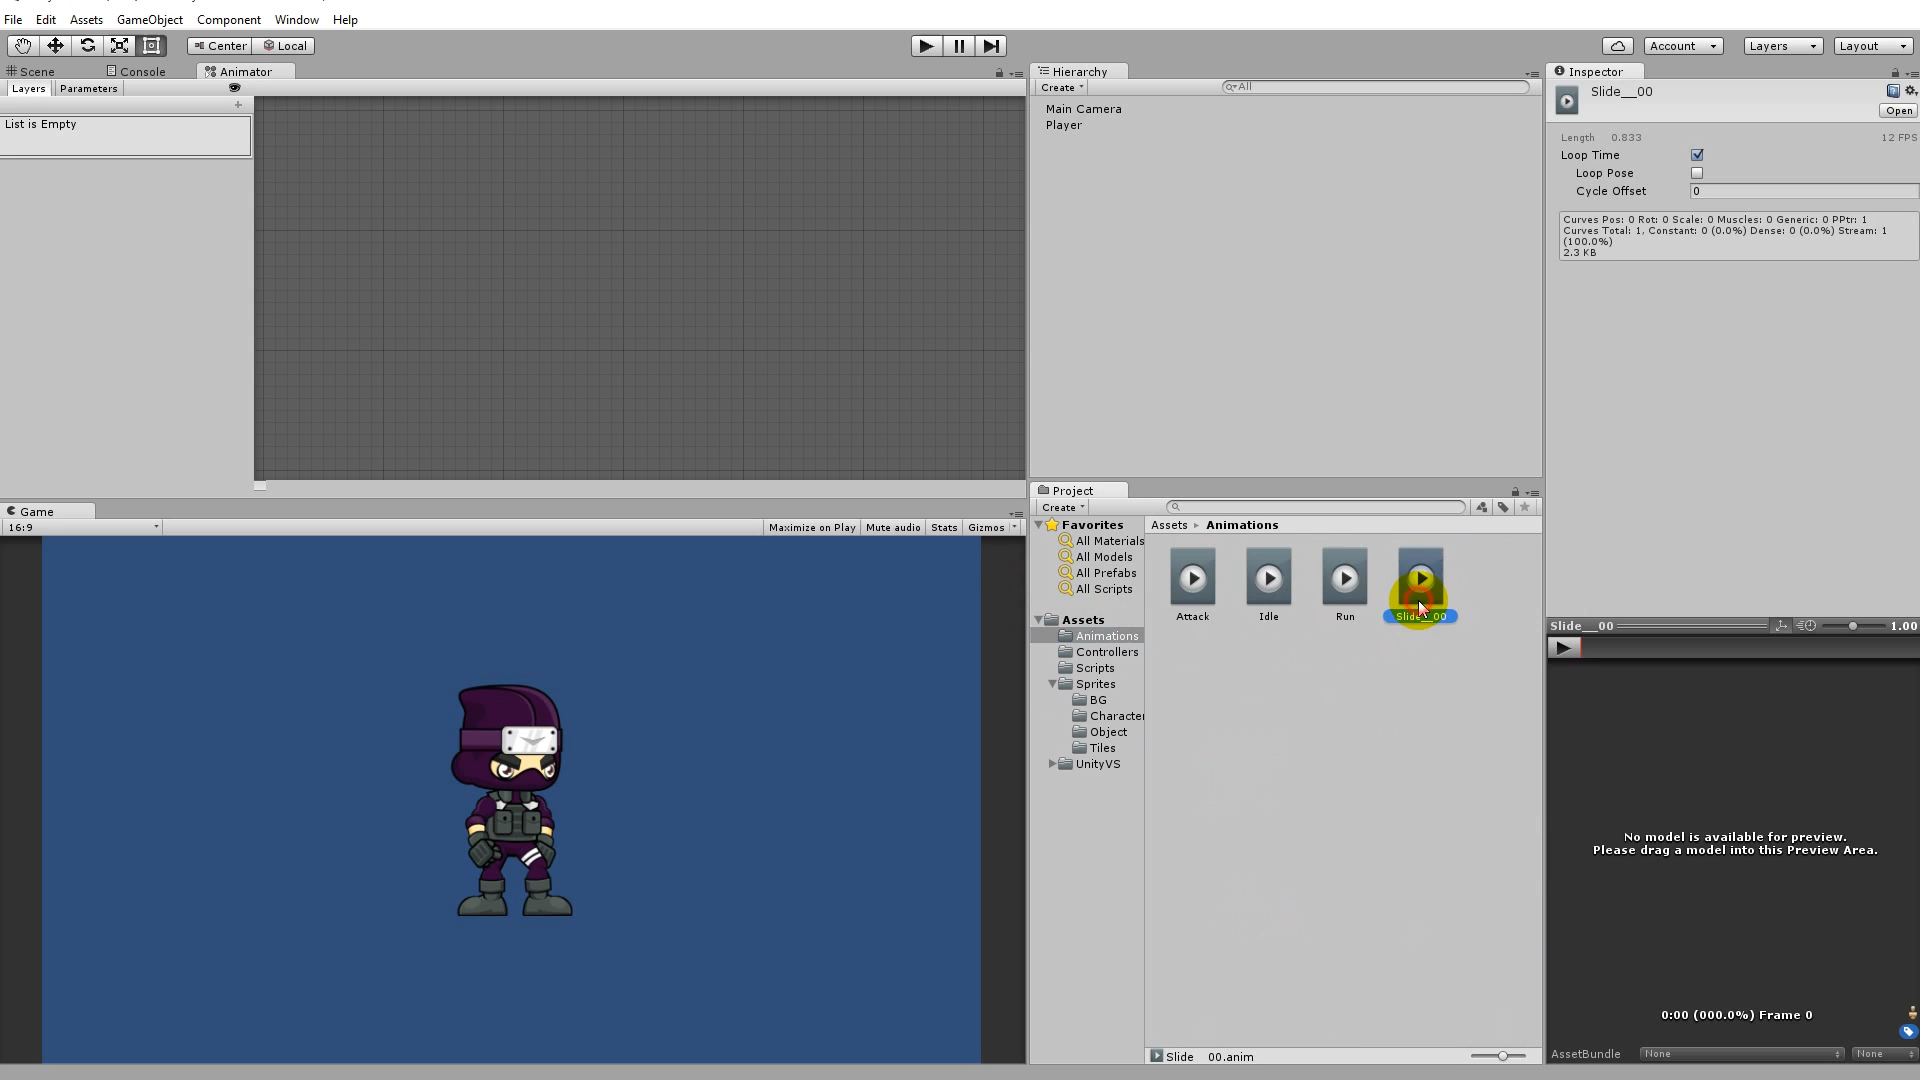 File Edit Assets GameObject Component Window Help
Center Local
Account Layers Layout
Scene Console Animator
Layers Parameters
List is Empty
Hierarchy
Create All
Main Camera
Player
Inspector
Slide__00
Open
Length 0.833 12 FPS
Loop Time
Loop Pose
Cycle Offset 0
Curves Pos: 0 Rot: 0 Scale: 0 Muscles: 0 Generic: 0 PPtr: 1
Curves Total: 1, Constant: 0 (0.0%) Dense: 0 (0.0%) Stream: 1
(100.0%)
2.3 KB
Game
16:9 Maximize on Play Mute audio Stats Gizmos
Project
Create
Favorites
All Materials
All Models
All Prefabs
All Scripts
Assets
Animations
Controllers
Scripts
Sprites
BG
Character
Object
Tiles
UnityVS
Assets Animations
Attack Idle Run Slide__00
Slide 00.anim
Slide__00 1.00
No model is available for preview.
Please drag a model into this Preview Area.
0:00 (000.0%) Frame 0
AssetBundle None None